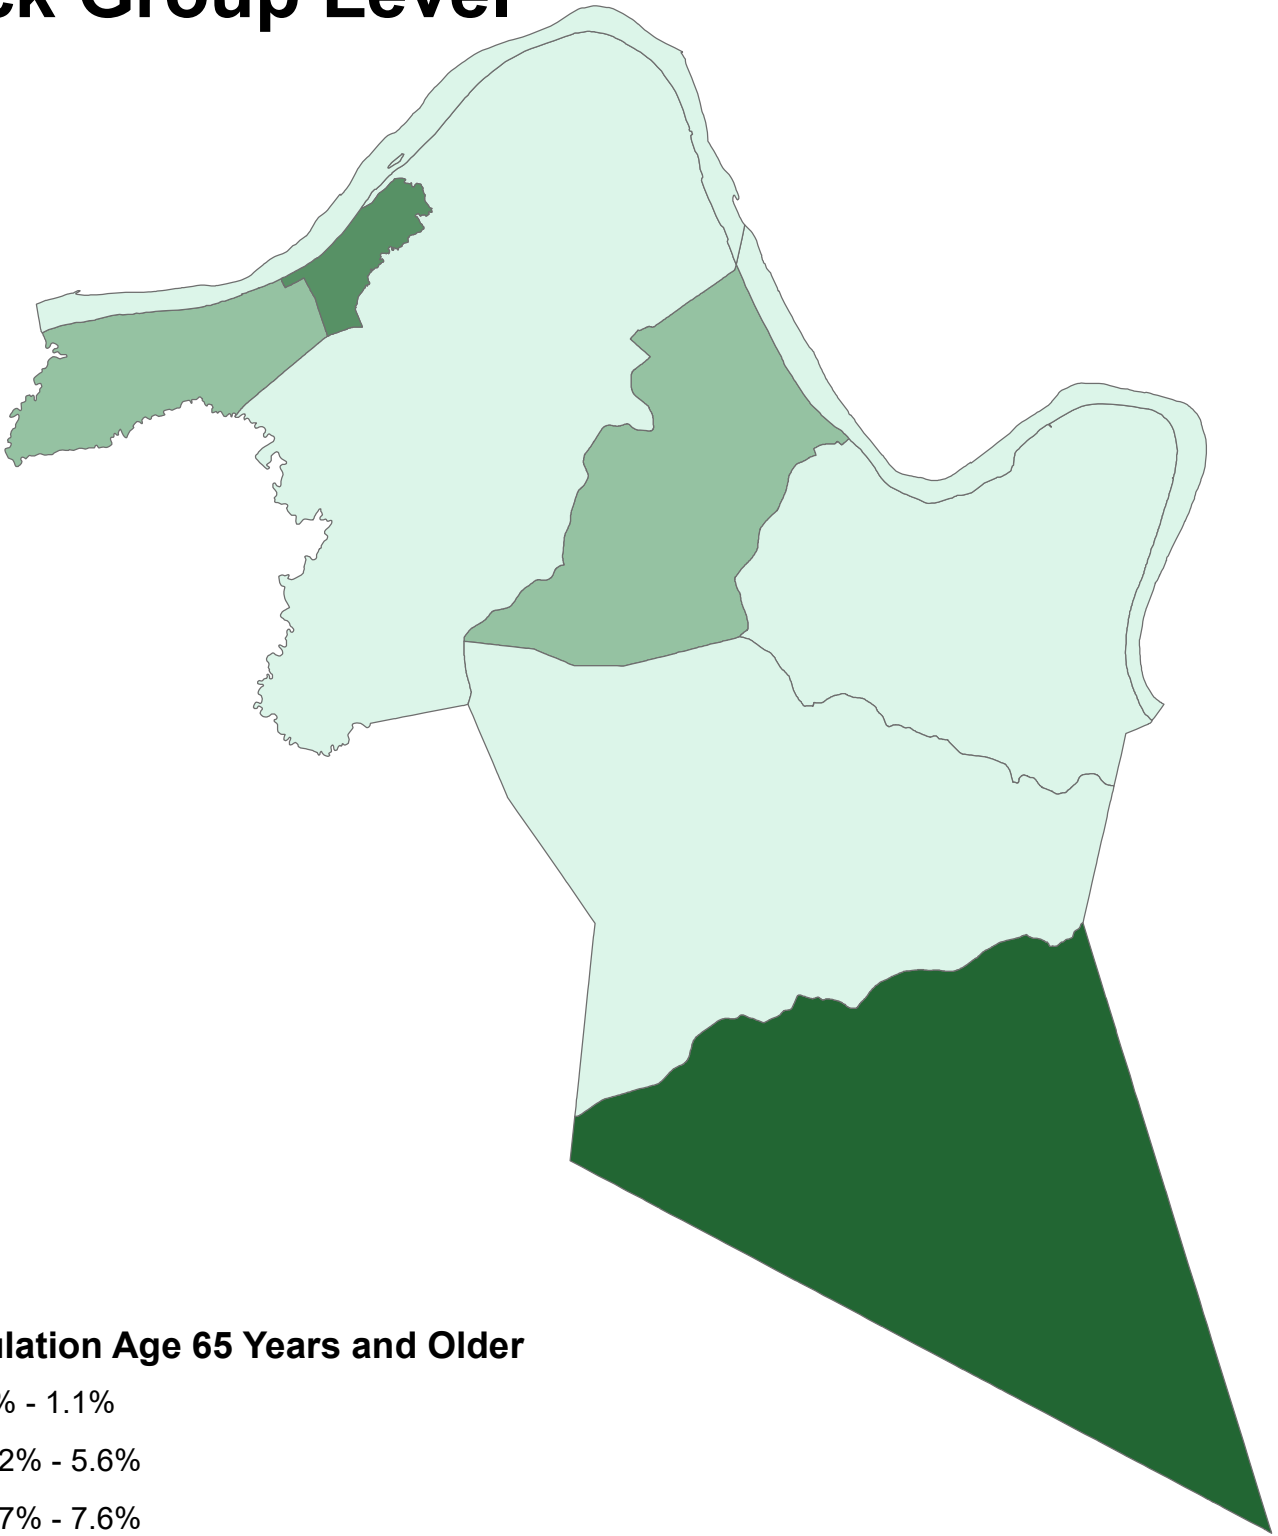 ck Group Level
ulation Age 65 Years and Older
% - 1.1%
2% - 5.6%
7% - 7.6%